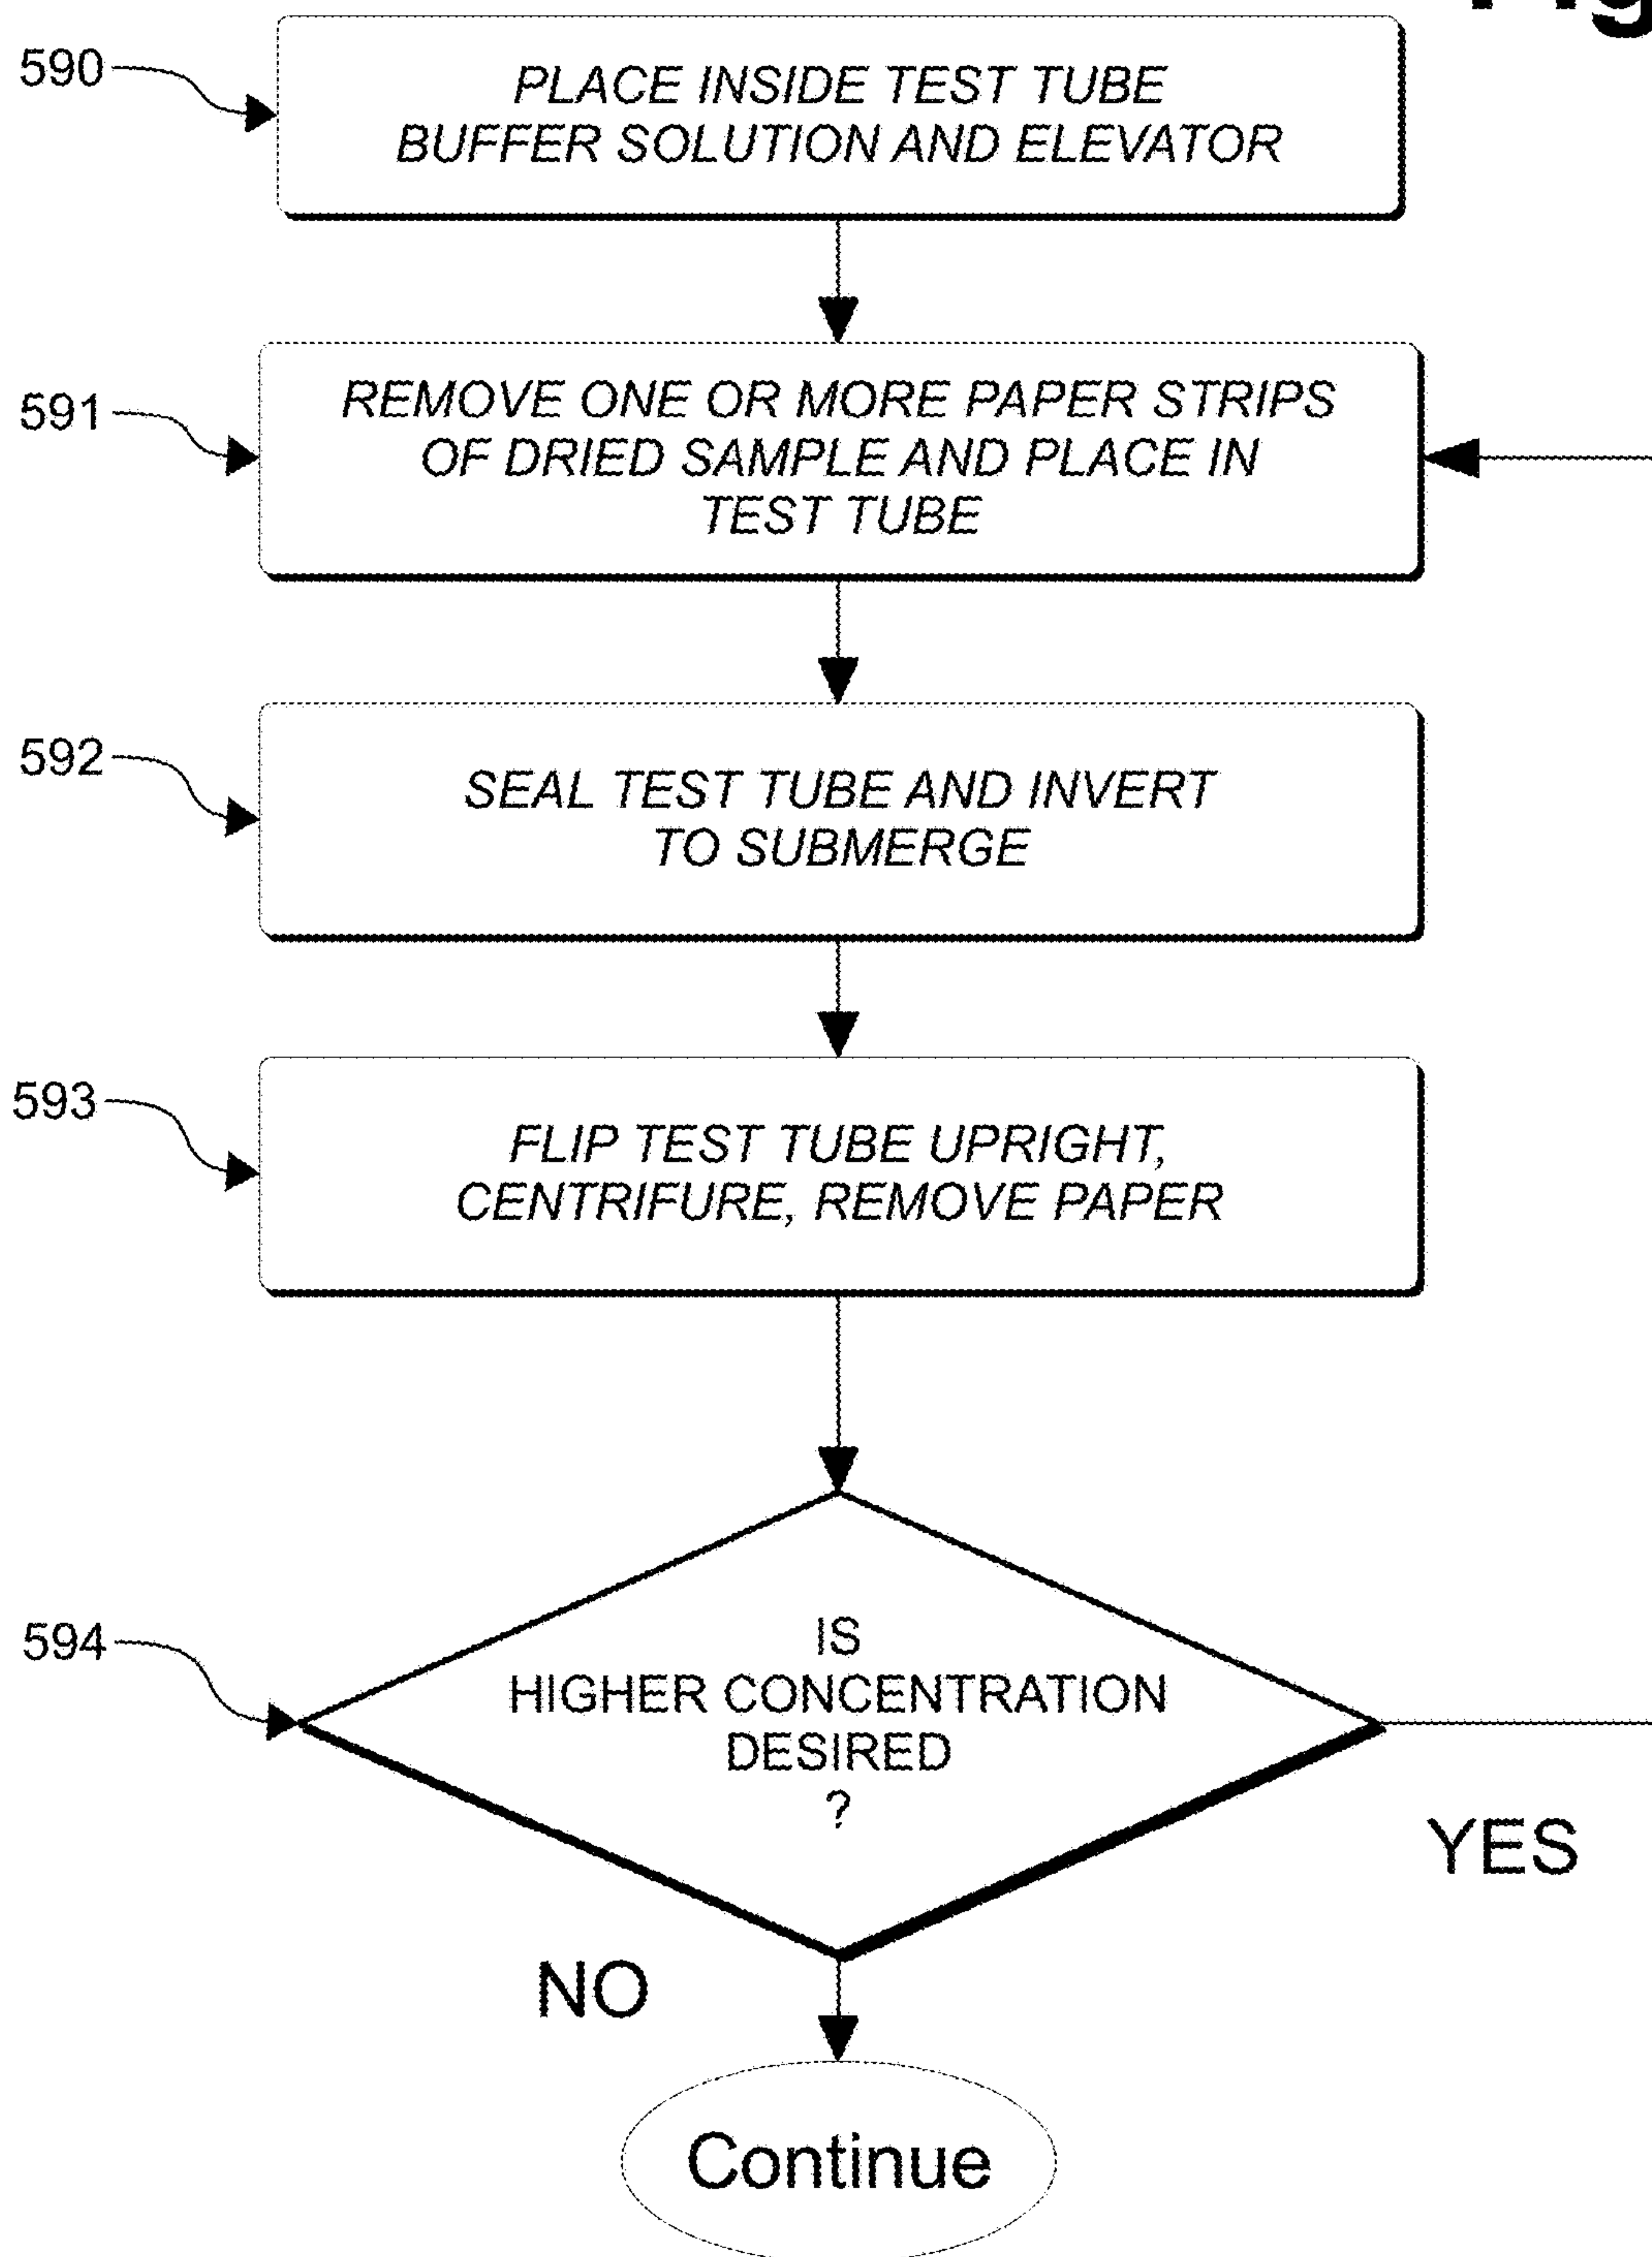 Fig
590
PLACE INSIDE TEST TUBE
BUFFER SOLUTION AND ELEVATOR
591
REMOVE ONE OR MORE PAPER STRIPS
OF DRIED SAMPLE AND PLACE IN
TEST TUBE
592
SEAL TEST TUBE AND INVERT
TO SUBMERGE
593
FLIP TEST TUBE UPRIGHT,
CENTRIFURE, REMOVE PAPER
594
IS
HIGHER CONCENTRATION
DESIRED
?
YES
NO
Continue